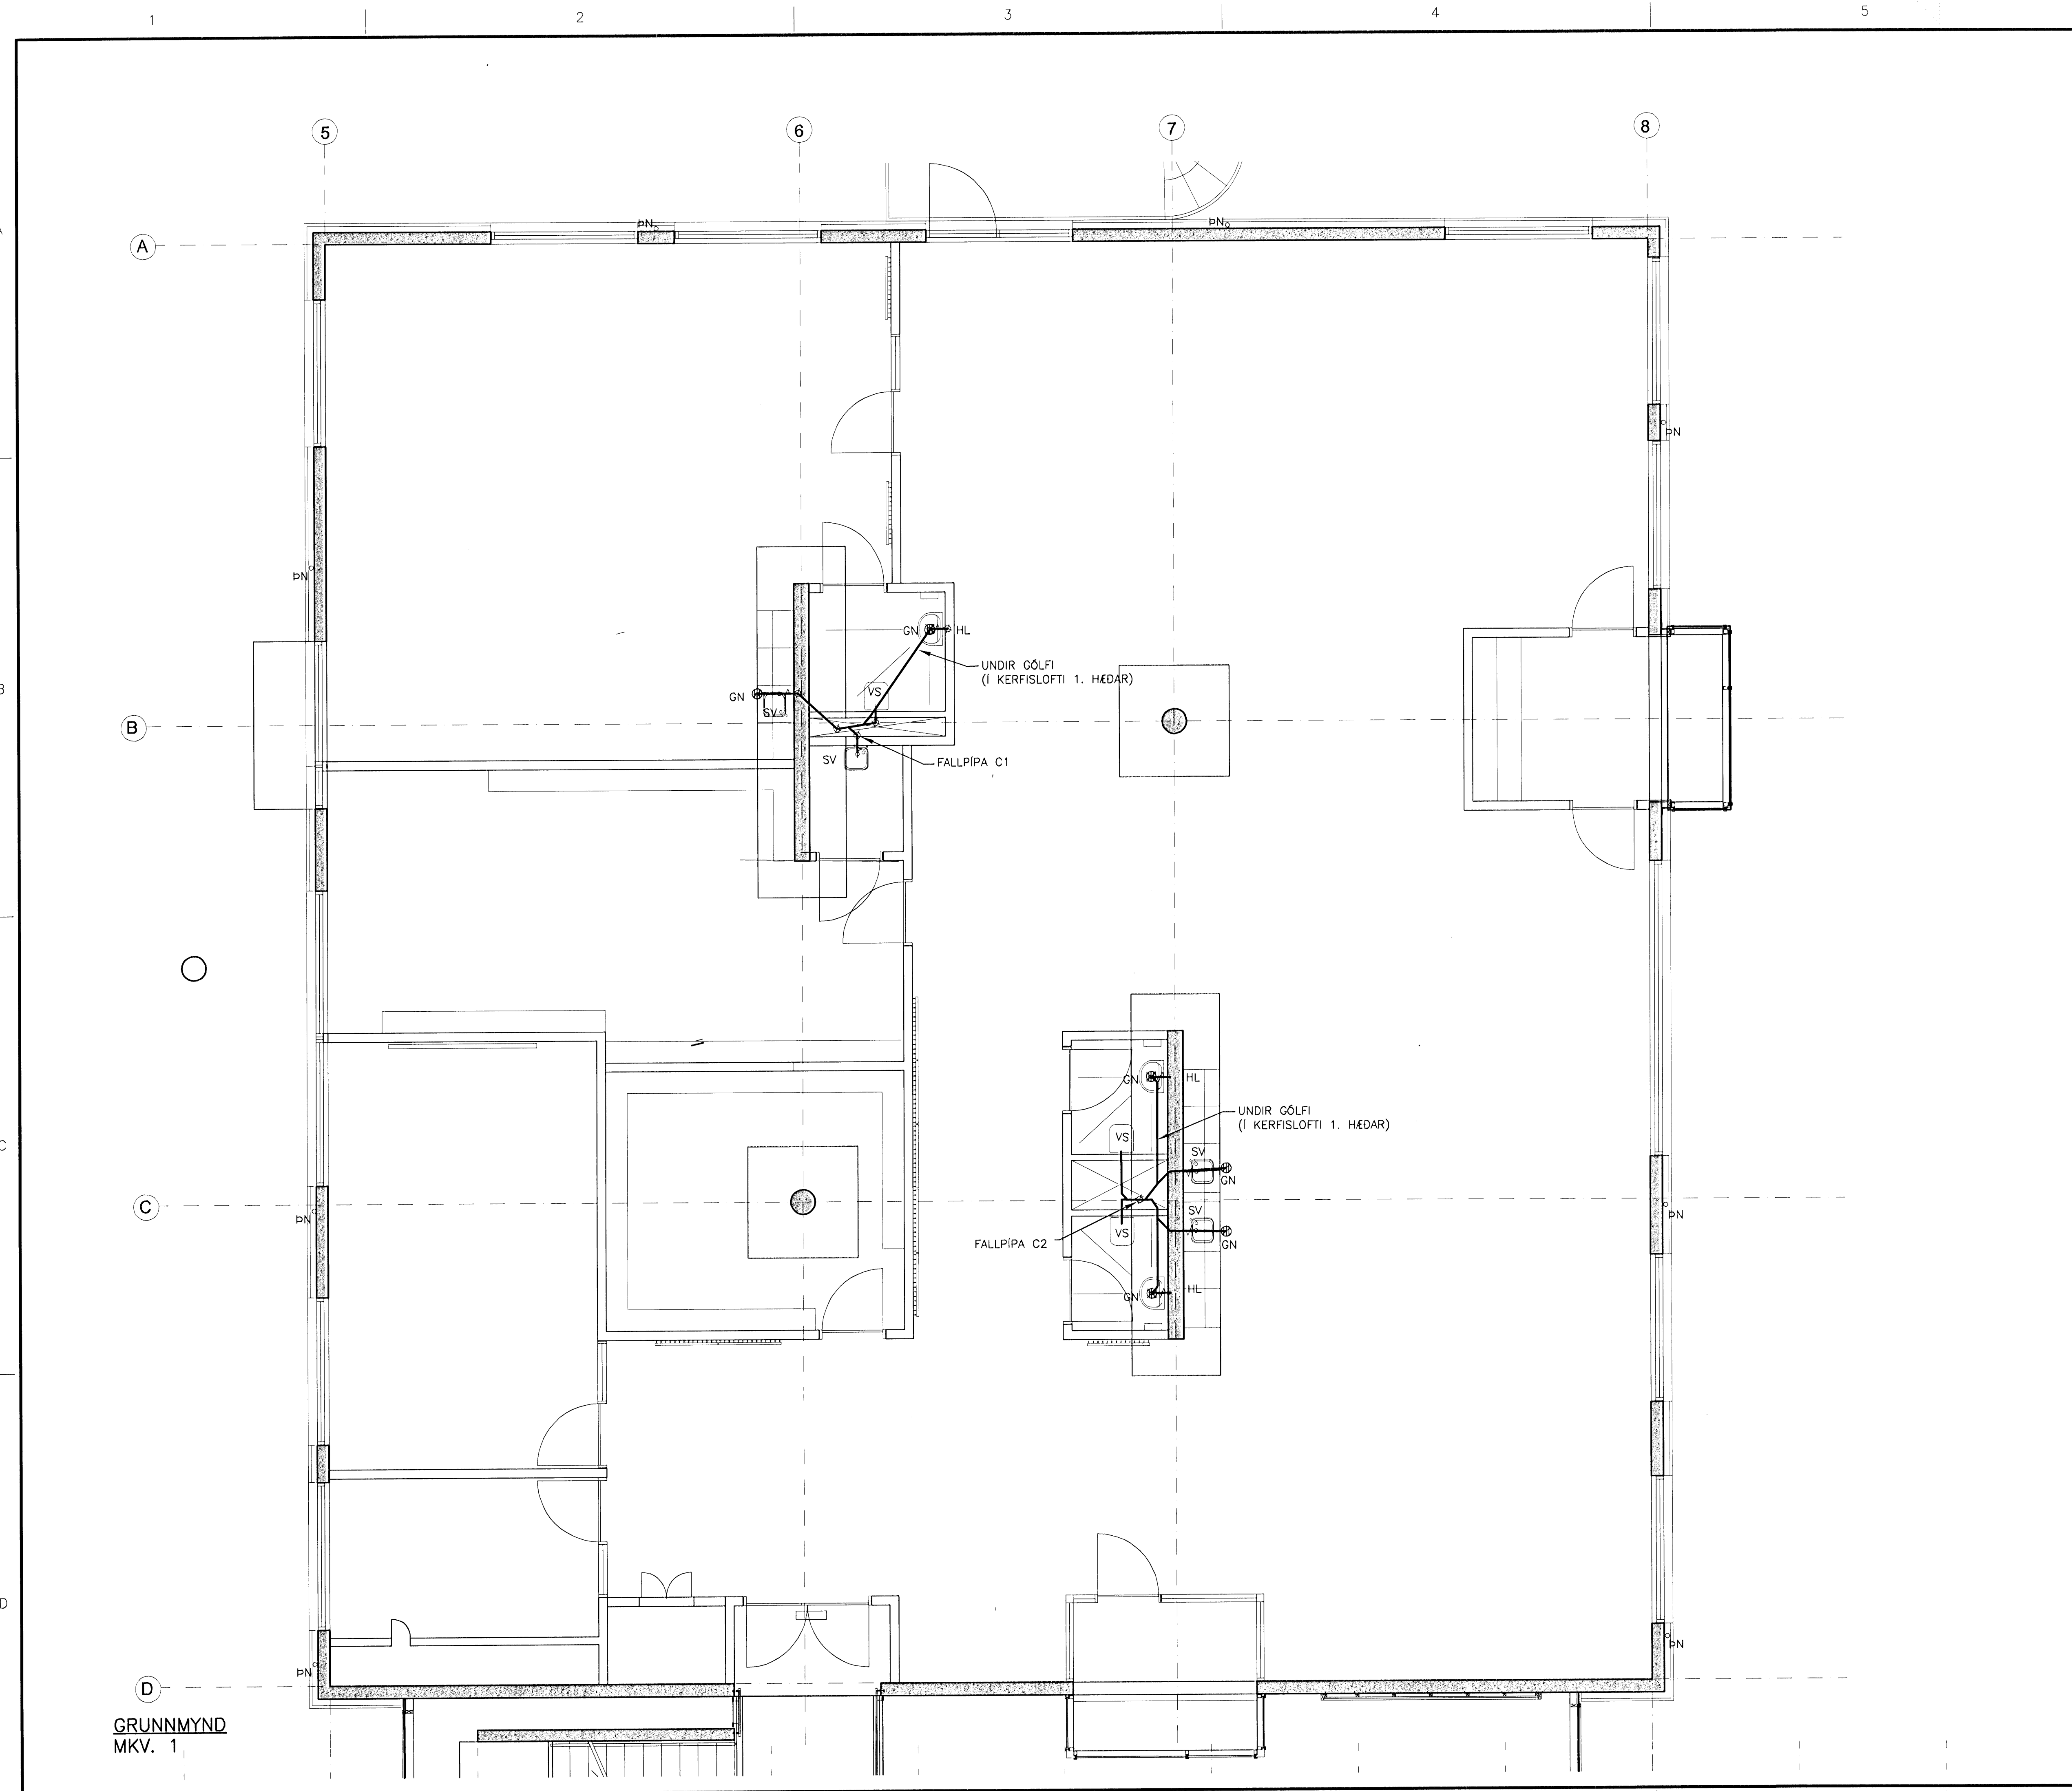 1
2
3
4
5
5
6
7
8
A
ÞN
ÞN
A
ÞN
ÞN
GN
HL
UNDIR GÓLFI
(Í KERFISLOFTI 1. HÆÐAR)
B
GN
VS
SV
B
SV
FALLPÍPA C1
GN
HL
UNDIR GÓLFI
(Í KERFISLOFTI 1. HÆÐAR)
C
VS
SV
GN
C
ÞN
SV
ÞN
VS
FALLPÍPA C2
GN
GN
HL
D
ÞN
ÞN
D
GRUNNMYND
MKV. 1